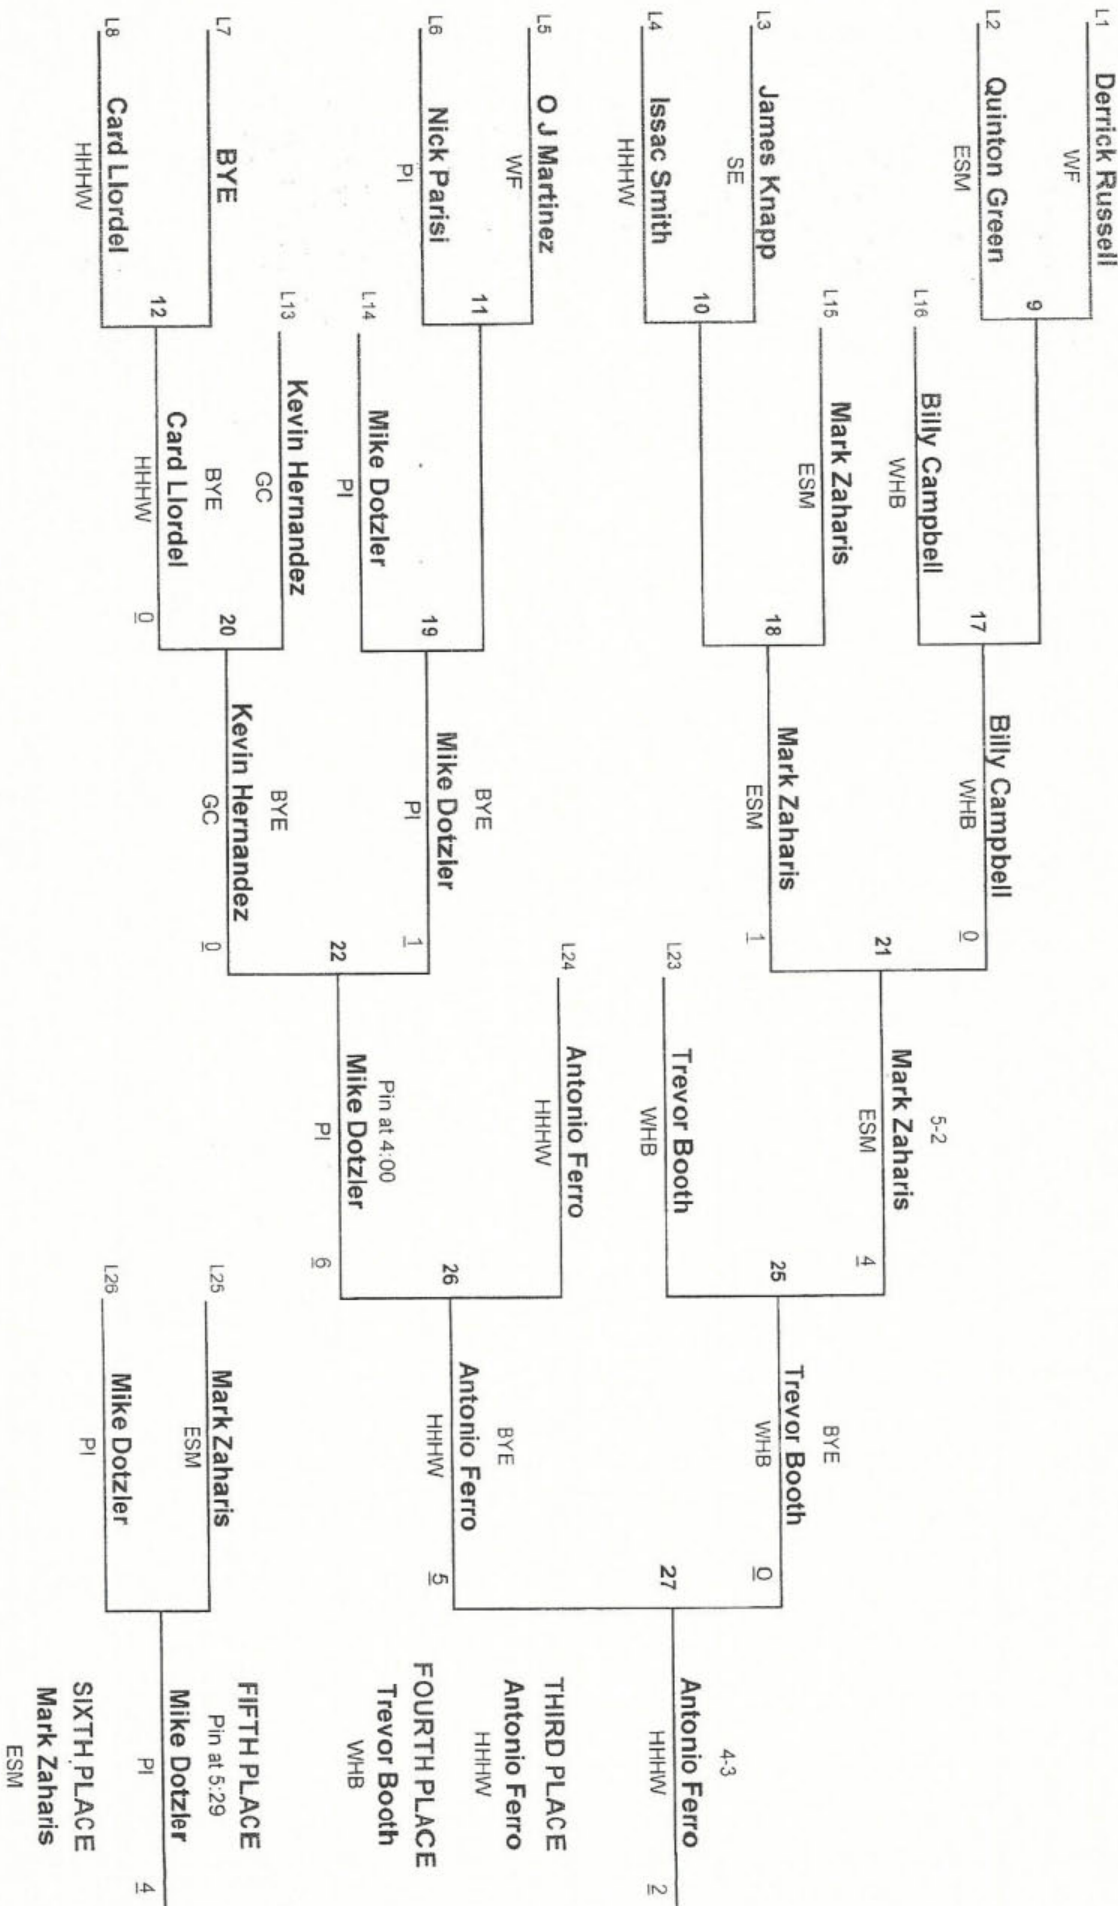 L1 Derrick Russell
WF
9
L2 Quinton Green
ESM
L16 Billy Campbell
WHB
17
Billy Campbell
WHB
0
L3 James Knapp
SE
10
L4 Issac Smith
HHHW
L15 Mark Zaharis
ESM
18
Mark Zaharis
ESM
1
21
5-2
Mark Zaharis
ESM
4
L23 Trevor Booth
WHB
25
BYE
Trevor Booth
WHB
0
L5 O J Martinez
WF
11
L6 Nick Parisi
PI
L14 Mike Dotzler
PI
19
BYE
Mike Dotzler
PI
1
L7 BYE
12
L8 Card Llordel
HHHW
L13 Kevin Hernandez
GC
BYE
Card Llordel
HHHW
0
20
BYE
Kevin Hernandez
GC
0
22
L24 Antonio Ferro
HHHW
Pin at 4:00
Mike Dotzler
PI
6
26
BYE
Antonio Ferro
HHHW
5
27
4-3
Antonio Ferro
HHHW
2
THIRD PLACE
Antonio Ferro
HHHW
FOURTH PLACE
Trevor Booth
WHB
L25 Mark Zaharis
ESM
L26 Mike Dotzler
PI
FIFTH PLACE
Pin at 5:29
Mike Dotzler
PI
4
SIXTH PLACE
Mark Zaharis
ESM